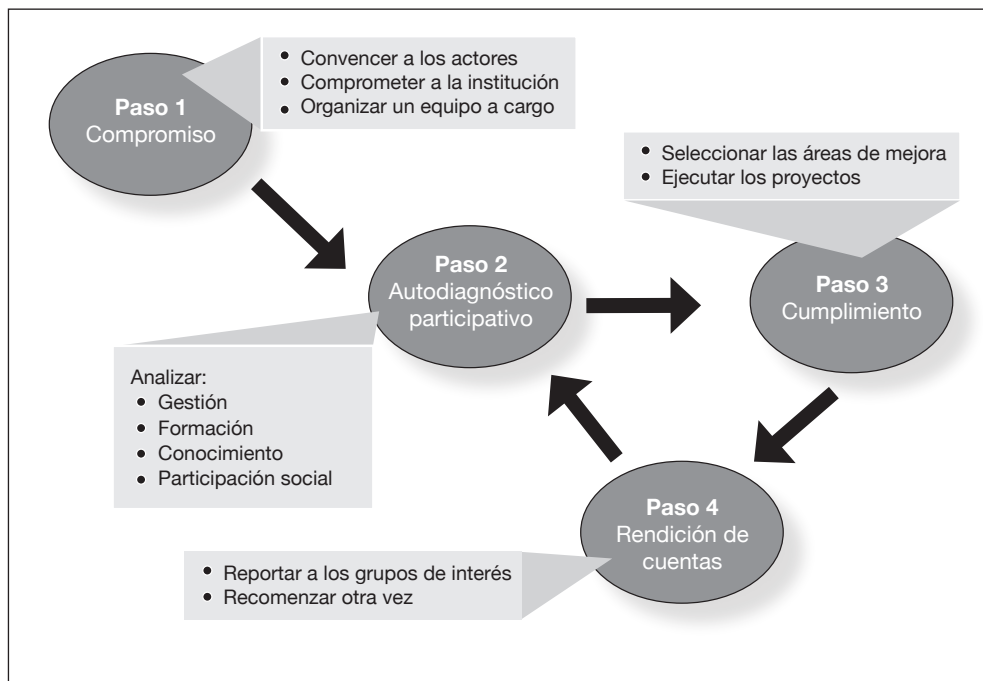 Paso 1
Compromiso
• Convencer a los actores
• Comprometer a la institución
• Organizar un equipo a cargo
Paso 2
Autodiagnóstico
participativo
Analizar:
• Gestión
• Formación
• Conocimiento
• Participación social
• Seleccionar las áreas de mejora
• Ejecutar los proyectos
Paso 3
Cumplimiento
Paso 4
Rendición de
cuentas
• Reportar a los grupos de interés
• Recomenzar otra vez